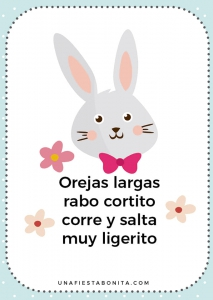 Orejas largas
rabo cortito
corre y salta
muy ligerito
UNAFIESTABONITA.COM